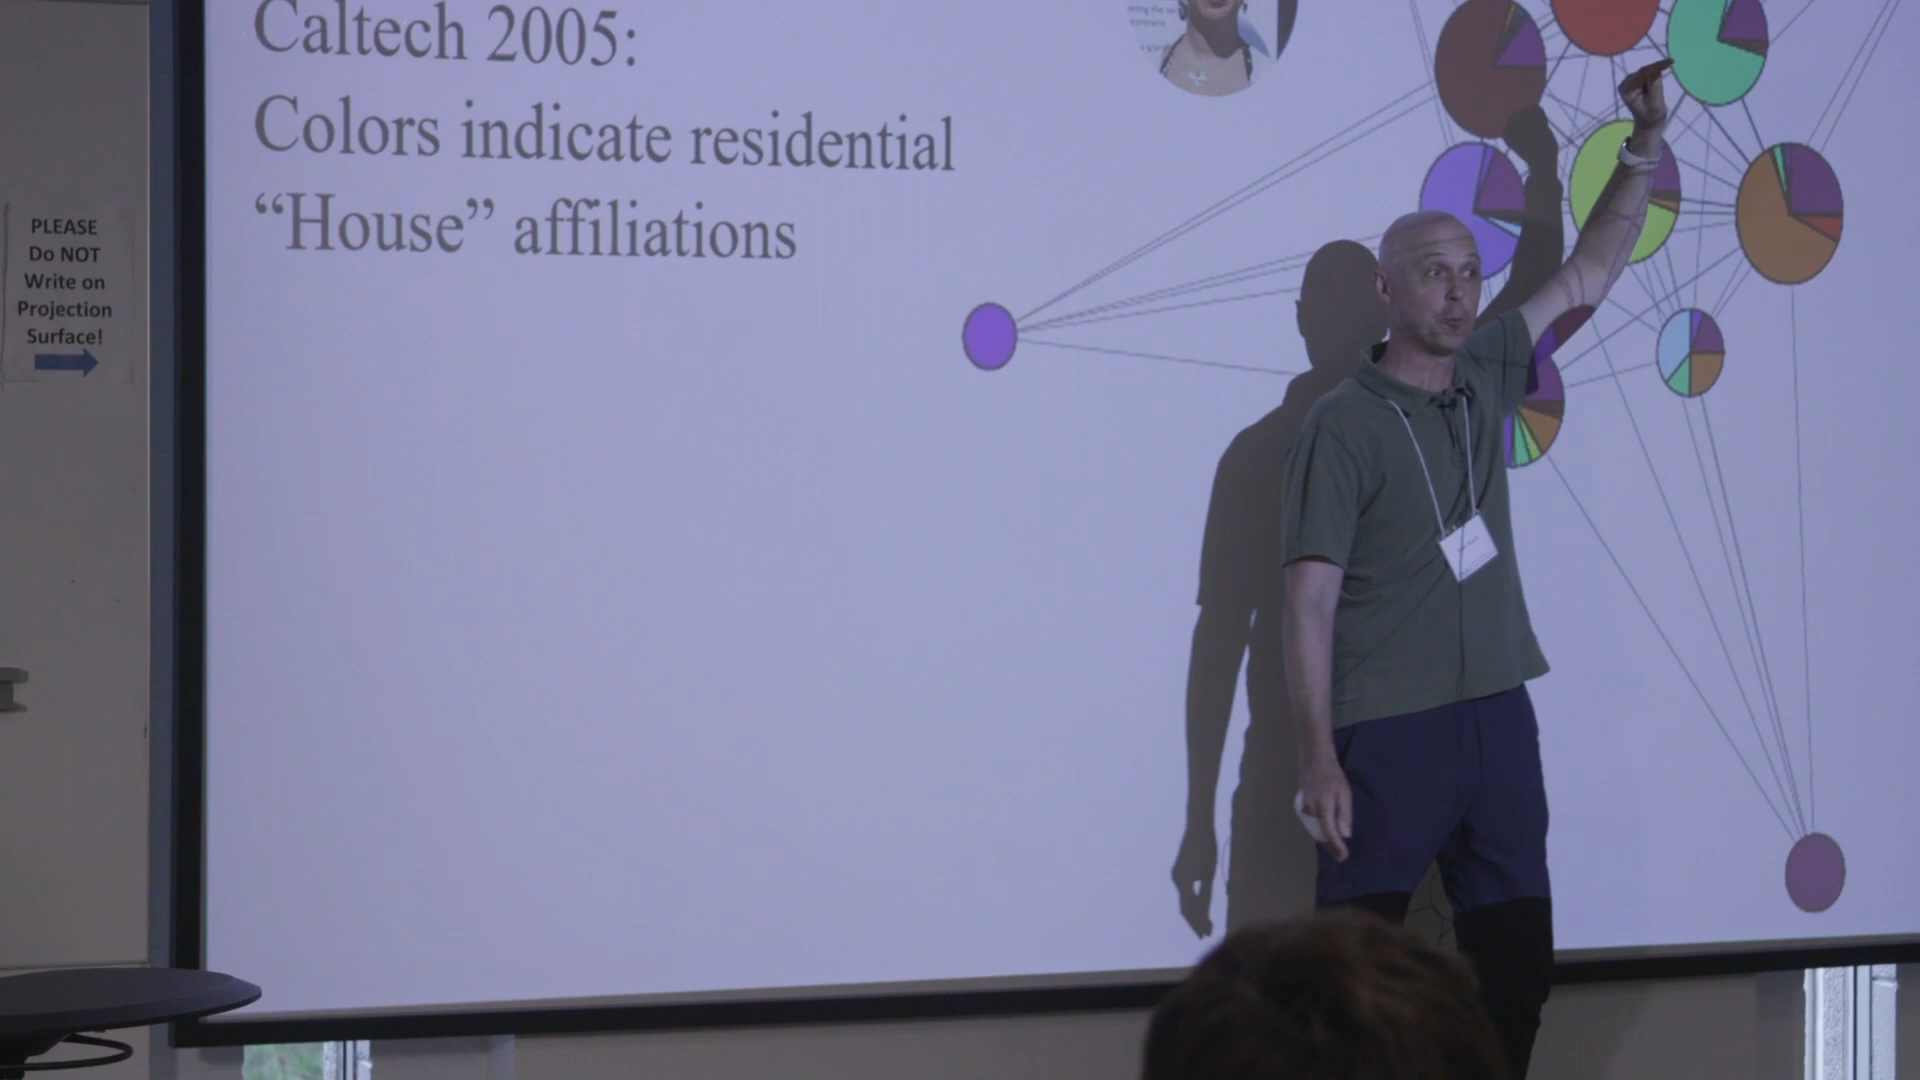 Caltech 2005:
Colors indicate residential
“House” affiliations
PLEASE
Do NOT
Write on
Projection
Surface!